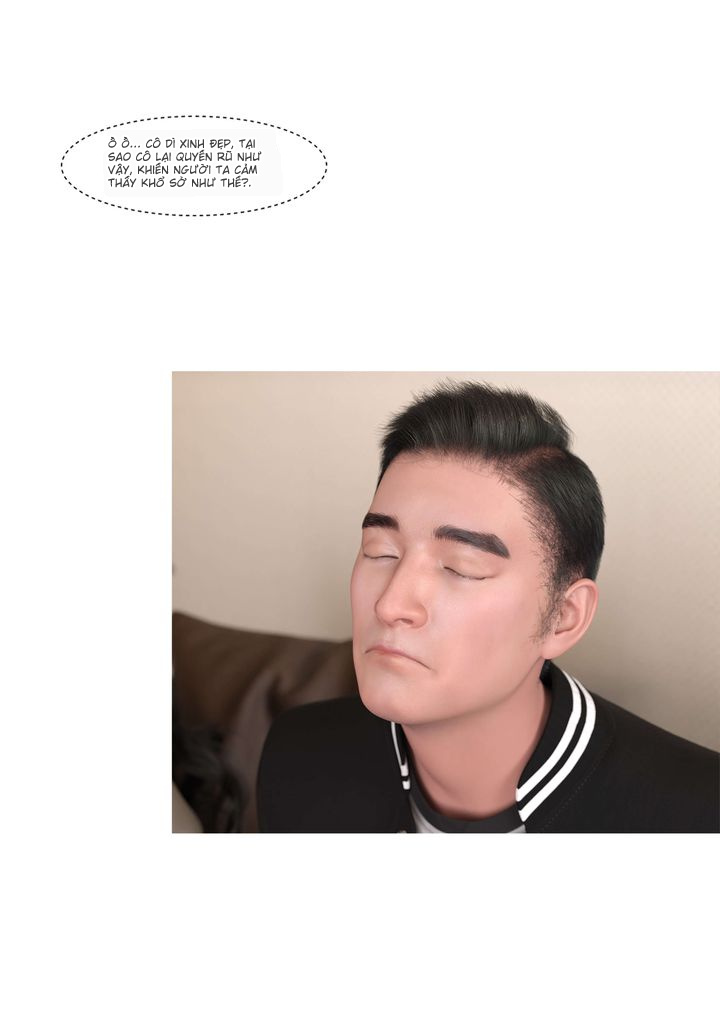 Ồ Ồ... CÔ DÌ XINH ĐẸP, TẠI
SAO CÔ LẠI QUYẾN RŨ NHƯ
VẬY, KHIẾN NGƯỜI TA CẢM
THẤY KHỔ SỞ NHƯ THẾ?.